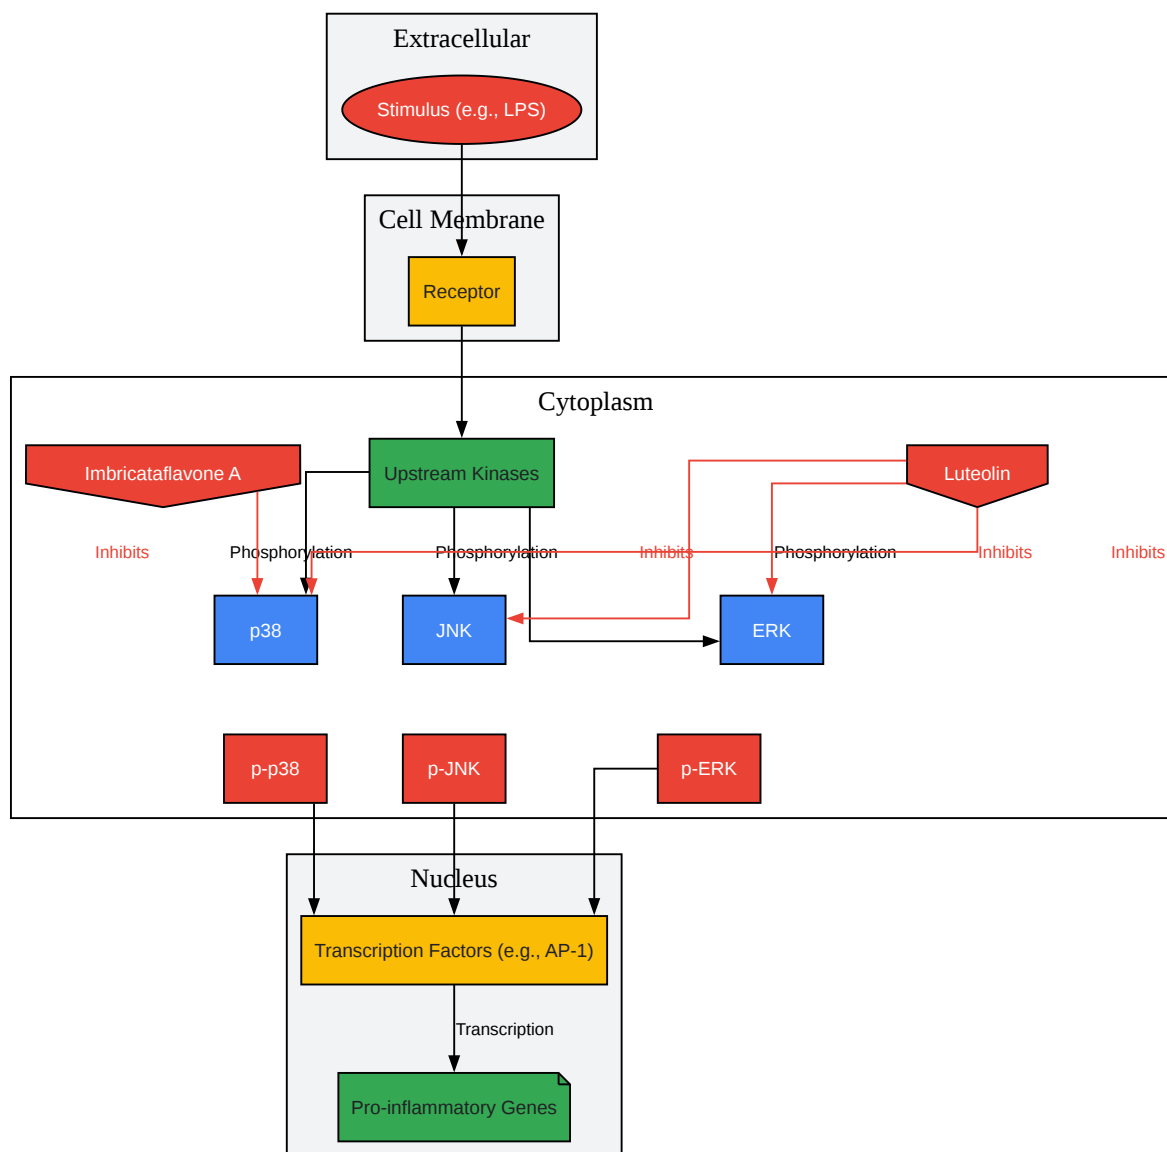 Extracellular
Stimulus (e.g., LPS)
Cell Membrane
Receptor
Cytoplasm
Imbricataflavone A
Upstream Kinases
Luteolin
Inhibits
Phosphorylation
Phosphorylation
Inhibits
Phosphorylation
Inhibits
Inhibits
p38
JNK
ERK
p-p38
p-JNK
p-ERK
Nucleus
Transcription Factors (e.g., AP-1)
Transcription
Pro-inflammatory Genes